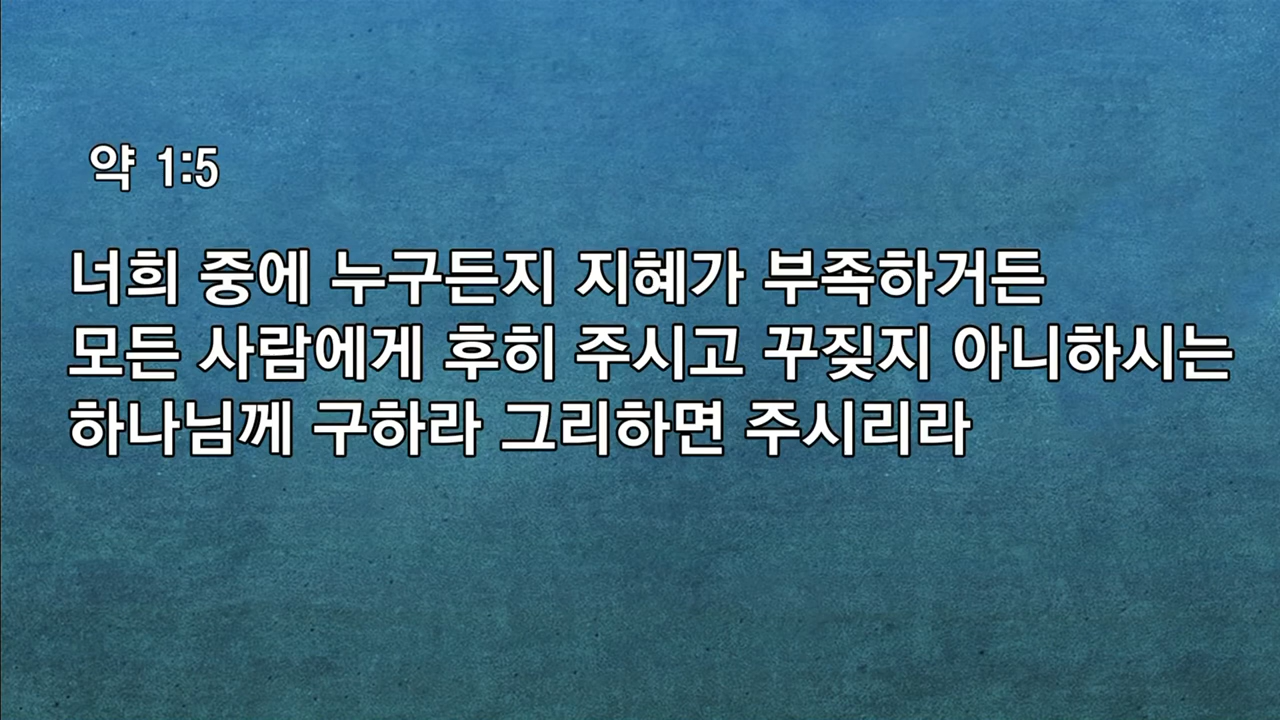 약 1:5
너희 중에 누구든지 지혜가 부족하거든
모든 사람에게 후히 주시고 꾸짖지 아니하시는
하나님께 구하라 그리하면 주시리라